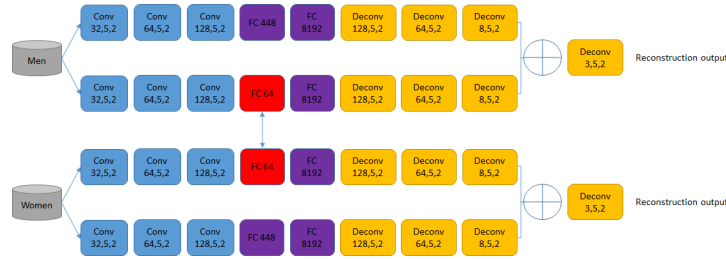 Men
Conv
32,5,2
Conv
64,5,2
Conv
128,5,2
FC 448
FC
8192
Deconv
128,5,2
Deconv
64,5,2
Deconv
8,5,2
Conv
32,5,2
Conv
64,5,2
Conv
128,5,2
FC 64
FC
8192
Deconv
128,5,2
Deconv
64,5,2
Deconv
8,5,2
Deconv
3,5,2
Reconstruction output
Women
Conv
32,5,2
Conv
64,5,2
Conv
128,5,2
FC 64
FC
8192
Deconv
128,5,2
Deconv
64,5,2
Deconv
8,5,2
Conv
32,5,2
Conv
64,5,2
Conv
128,5,2
FC 448
FC
8192
Deconv
128,5,2
Deconv
64,5,2
Deconv
8,5,2
Deconv
3,5,2
Reconstruction output